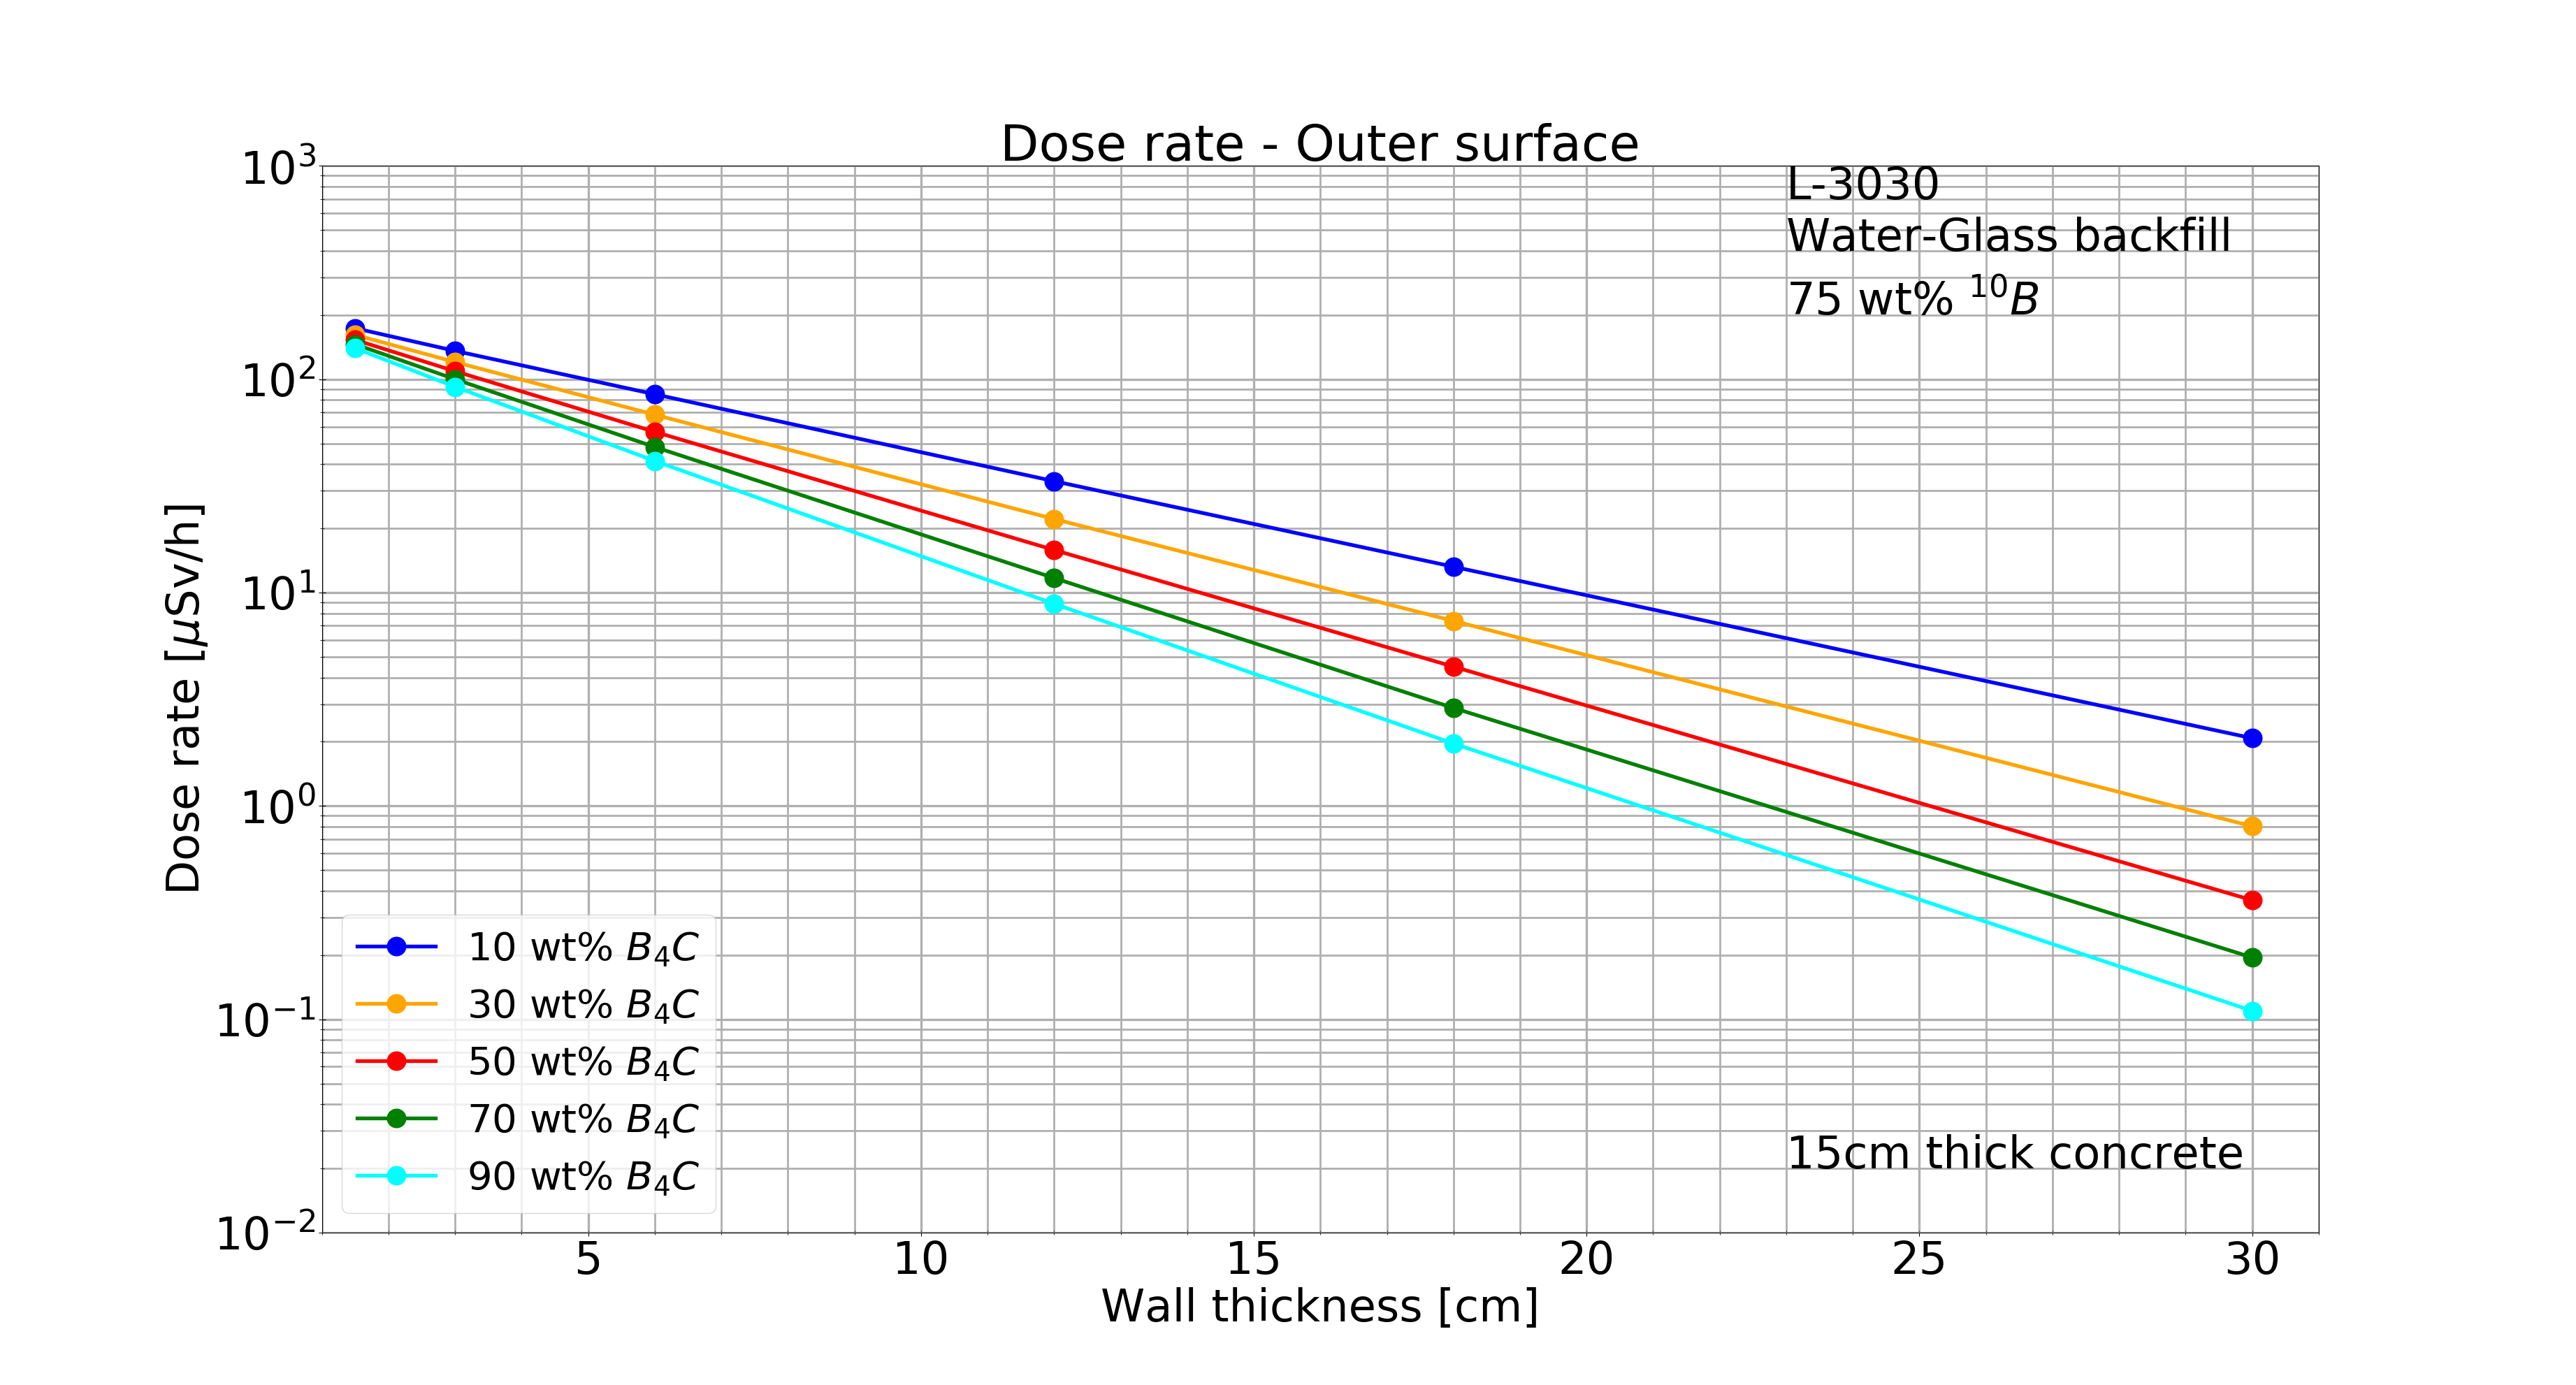 Dose rate - Outer surface
L-3030
Water-Glass backfill
75 wt% ¹⁰B
15cm thick concrete
Dose rate [μSv/h]
10³
10²
10¹
10⁰
10⁻¹
10⁻²
10 wt% B₄C
30 wt% B₄C
50 wt% B₄C
70 wt% B₄C
90 wt% B₄C
5 10 15 20 25 30
Wall thickness [cm]